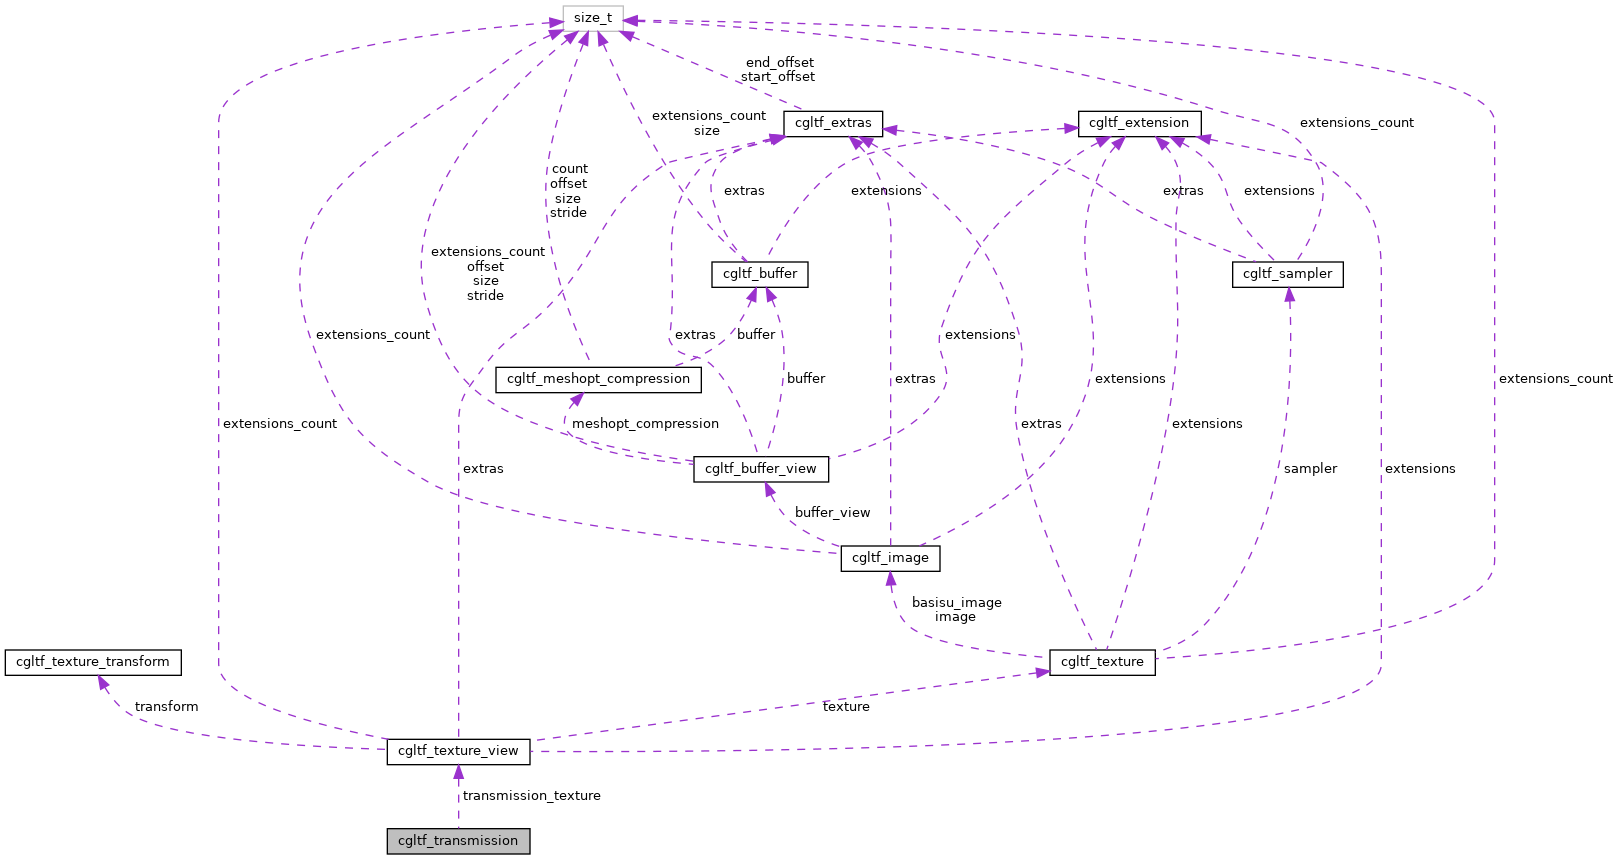 size_t
end_offset
start_offset
extensions_count
size
cgltf_extras
cgltf_extension
extensions_count
count
offset
size
stride
extras
extensions
extras
extensions
extensions_count
offset
size
stride
cgltf_buffer
cgltf_sampler
extensions_count
extras
buffer
extensions
cgltf_meshopt_compression
buffer
extras
extensions
extensions_count
extensions_count
meshopt_compression
extras
extensions
extras
cgltf_buffer_view
sampler
extensions
buffer_view
cgltf_image
basisu_image
image
cgltf_texture_transform
cgltf_texture
transform
texture
cgltf_texture_view
transmission_texture
cgltf_transmission